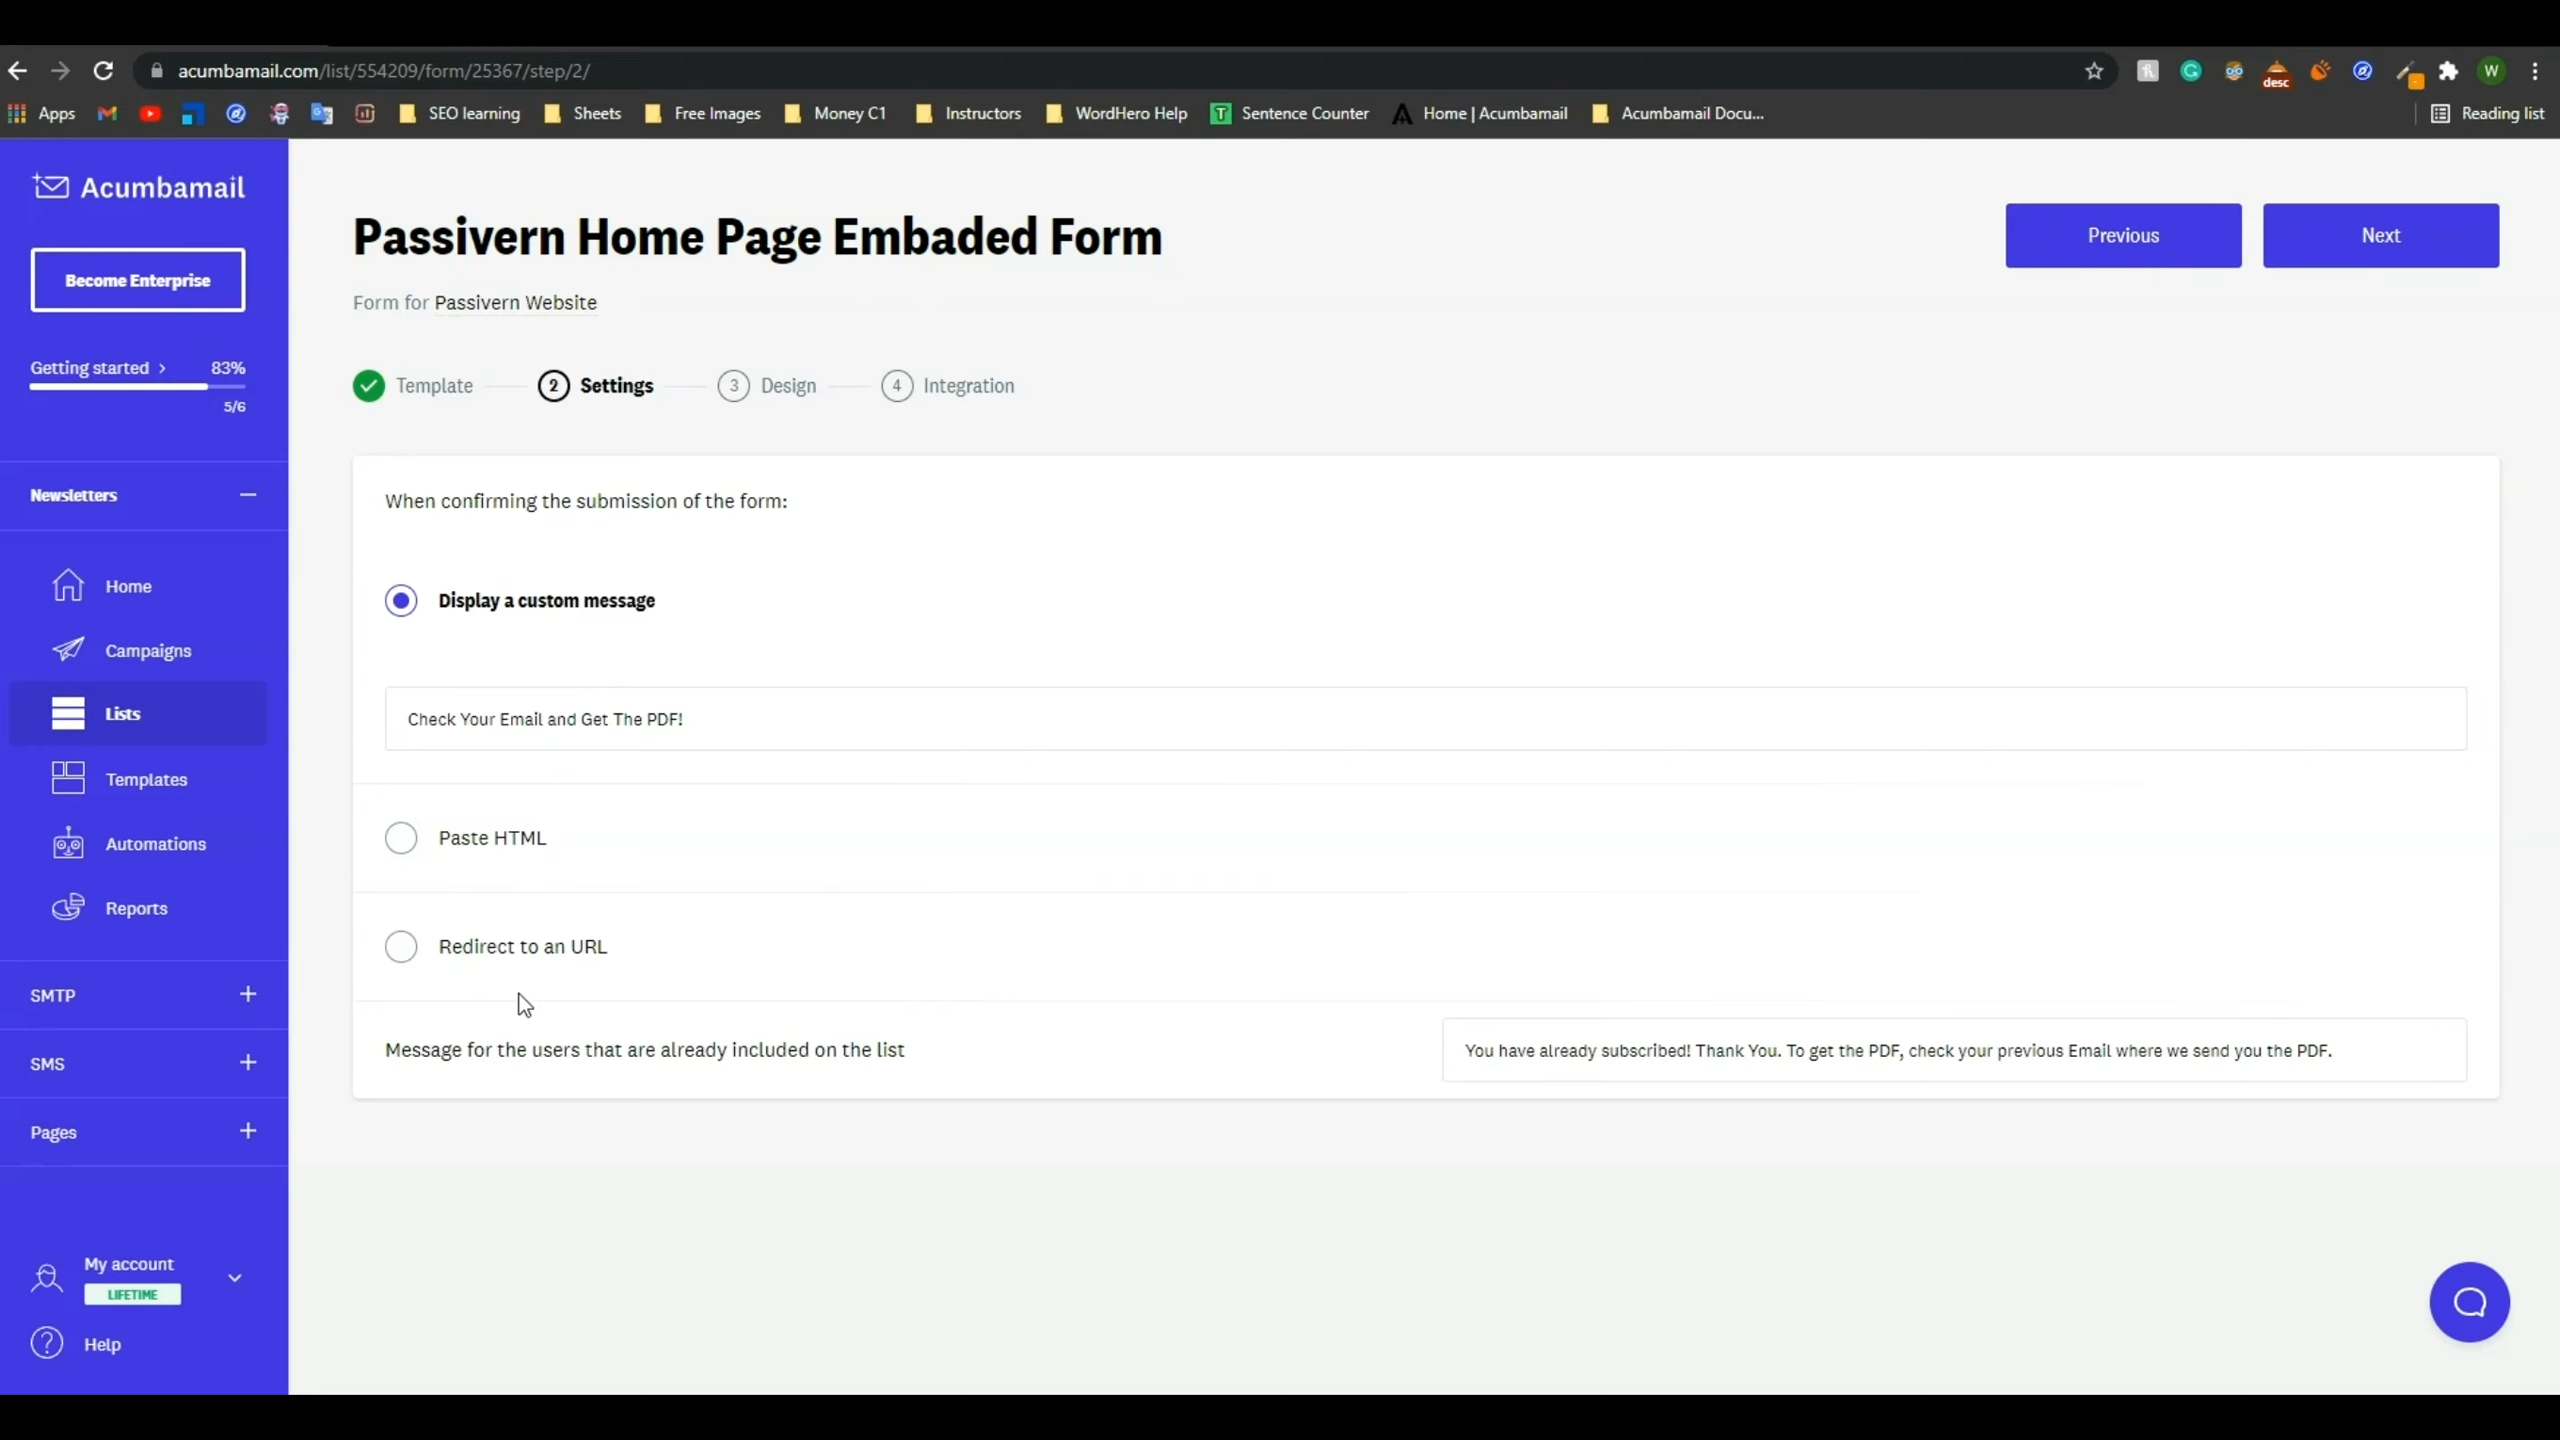 acumbamail.com/list/554209/form/25367/step/2/
W
desc
Apps
SEO learning
Sheets
Free Images
Money C1
Instructors
WordHero Help
T
Sentence Counter
Home | Acumbamail
Acumbamail Docu...
Reading list
Acumbamail
Become Enterprise
Getting started > 83%
5/6
Newsletters
Home
Campaigns
Lists
Templates
Automations
Reports
SMTP
SMS
Pages
My account
LIFETIME
? Help
Passivern Home Page Embaded Form
Previous
Next
Form for Passivern Website
Template
2 Settings
3 Design
4 Integration
When confirming the submission of the form:
Display a custom message
Check Your Email and Get The PDF!
Paste HTML
Redirect to an URL
Message for the users that are already included on the list
You have already subscribed! Thank You. To get the PDF, check your previous Email where we send you the PDF.